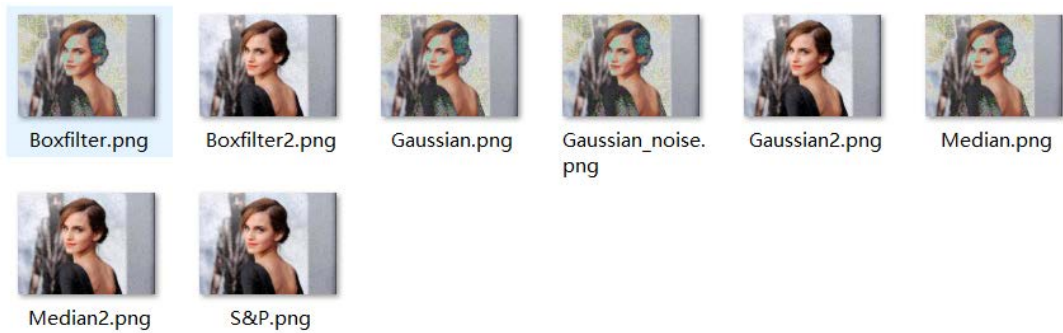 Boxfilter.png
Boxfilter2.png
Gaussian.png
Gaussian_noise.
png
Gaussian2.png
Median.png
Median2.png
S&P.png